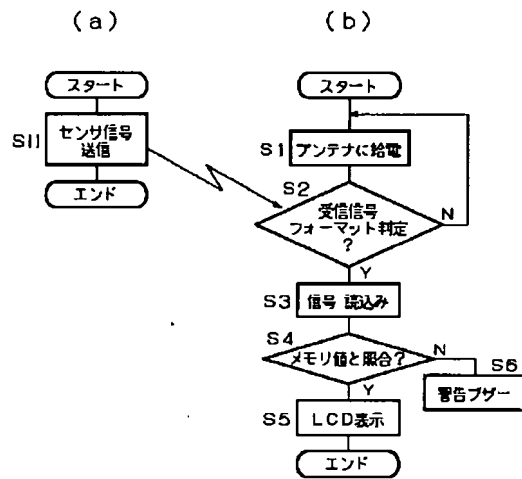 (a)
(b)
スタート
S11
センサ信号
送信
エンド
スタート
S1
アンテナに給電
S2
受信信号
フォーマット判定
?
N
Y
S3
信号読込み
S4
メモリ値と照合?
N
S6
警告ブザー
Y
S5
LCD表示
エンド